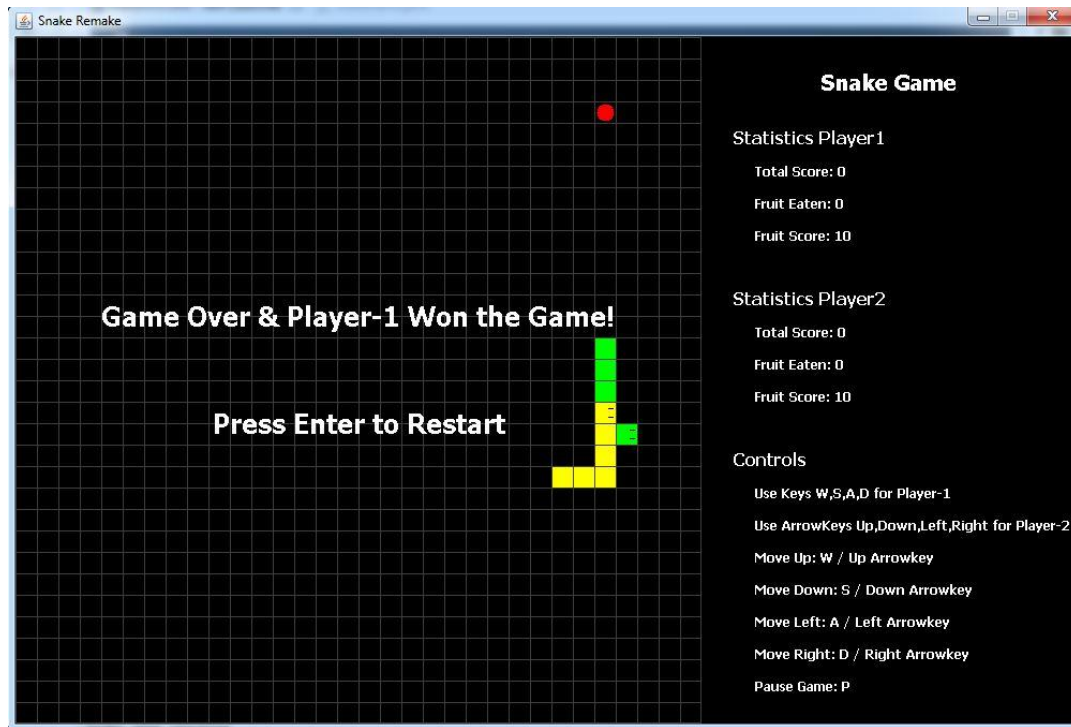 Snake Remake
Snake Game
Statistics Player1
Total Score: 0
Fruit Eaten: 0
Fruit Score: 10
Statistics Player2
Total Score: 0
Fruit Eaten: 0
Fruit Score: 10
Controls
Use Keys W,S,A,D for Player-1
Use ArrowKeys Up,Down,Left,Right for Player-2
Move Up: W / Up Arrowkey
Move Down: S / Down Arrowkey
Move Left: A / Left Arrowkey
Move Right: D / Right Arrowkey
Pause Game: P
Game Over & Player-1 Won the Game!
Press Enter to Restart